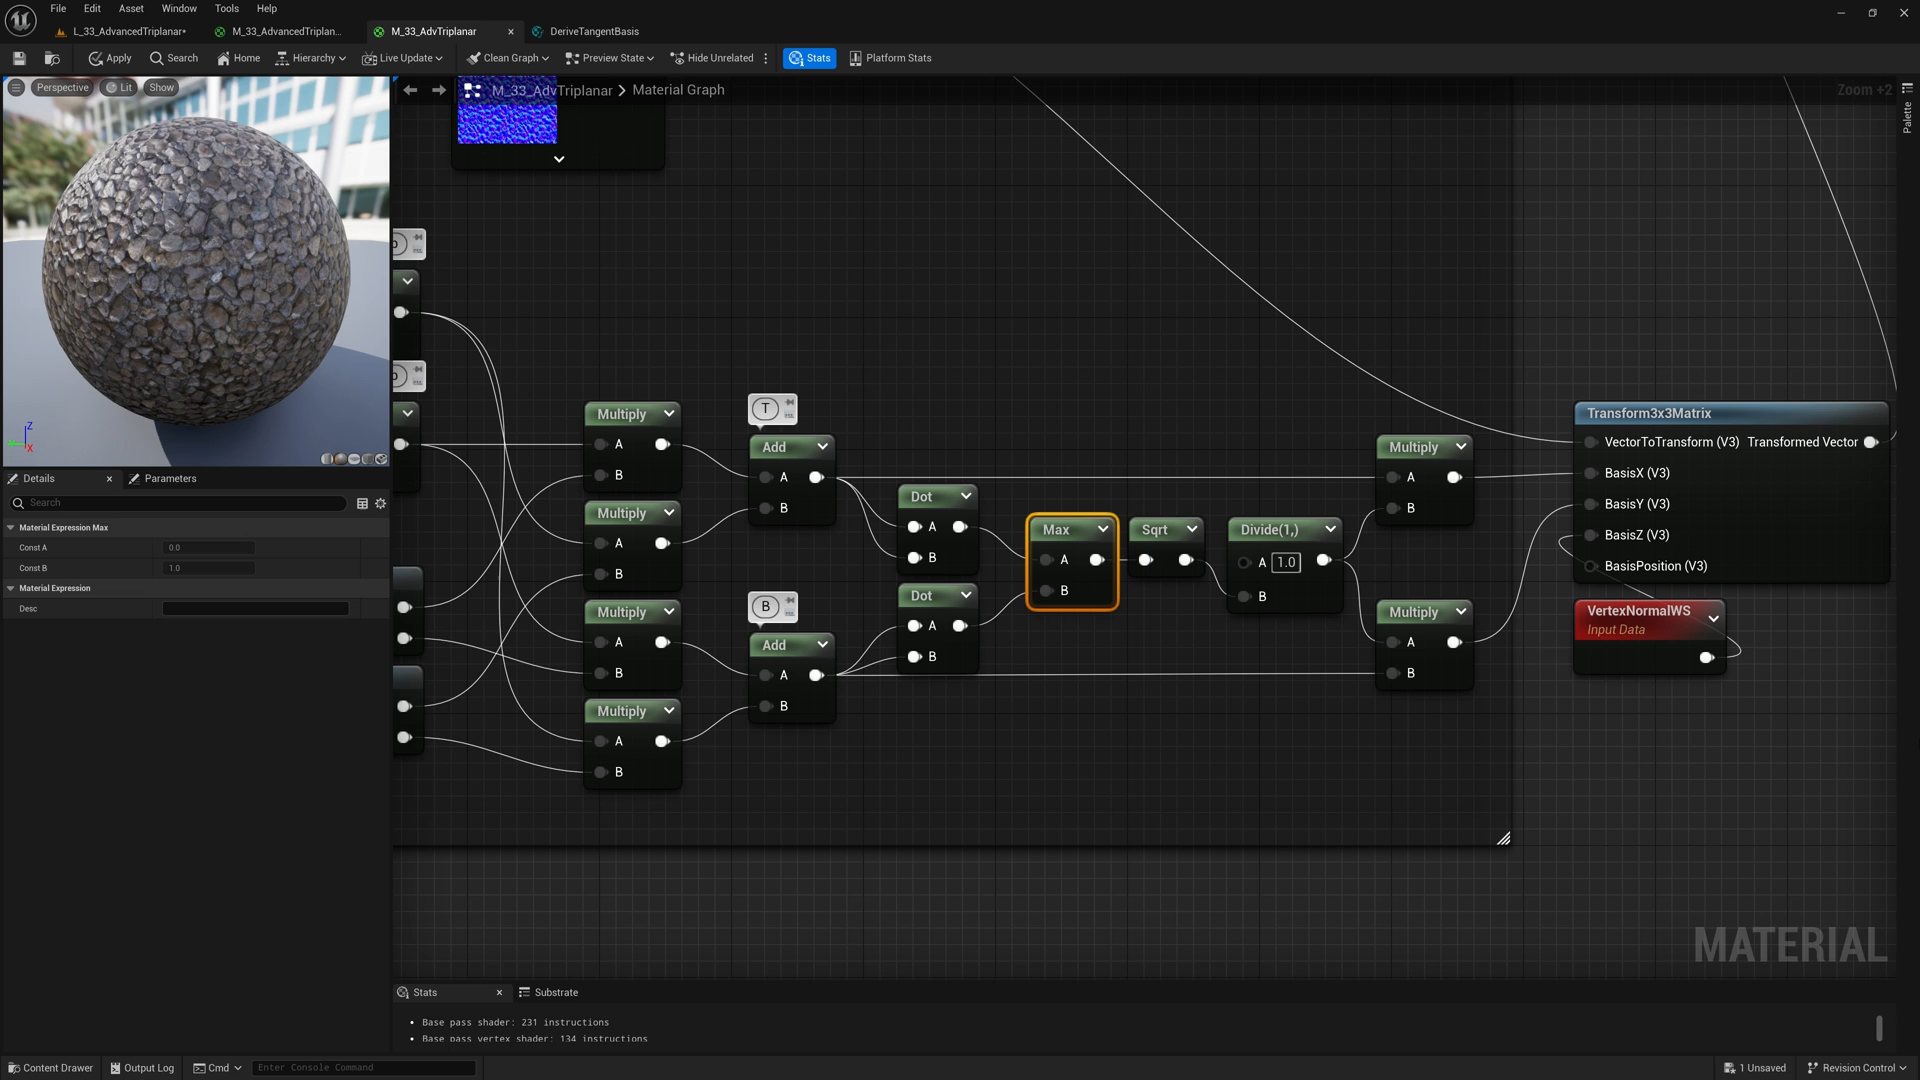 File Edit Asset Window Tools Help
L_33_AdvancedTriplanar* M_33_AdvancedTriplan... M_33_AdvTriplanar DeriveTangentBasis
Apply Search Home Hierarchy Live Update Clean Graph Preview State Hide Unrelated Stats Platform Stats
Perspective Lit Show
M_33_AdvTriplanar > Material Graph
Zoom +2
Palette
Z
X
Details
Parameters
Search
Material Expression Max
Const A 0.0
Const B 1.0
Material Expression
Desc
Multiply
A
B
Multiply
A
B
Multiply
A
B
Multiply
A
B
T
Add
A
B
B
Add
A
B
Dot
A
B
Dot
A
B
Max
A
B
Sqrt
Divide(1,)
A 1.0
B
Multiply
A
B
Multiply
A
B
Transform3x3Matrix
VectorToTransform (V3) Transformed Vector
BasisX (V3)
BasisY (V3)
BasisZ (V3)
BasisPosition (V3)
VertexNormalWS
Input Data
MATERIAL
Stats
Substrate
• Base pass shader: 231 instructions
• Base pass vertex shader: 134 instructions
Content Drawer Output Log Cmd Enter Console Command 1 Unsaved Revision Control